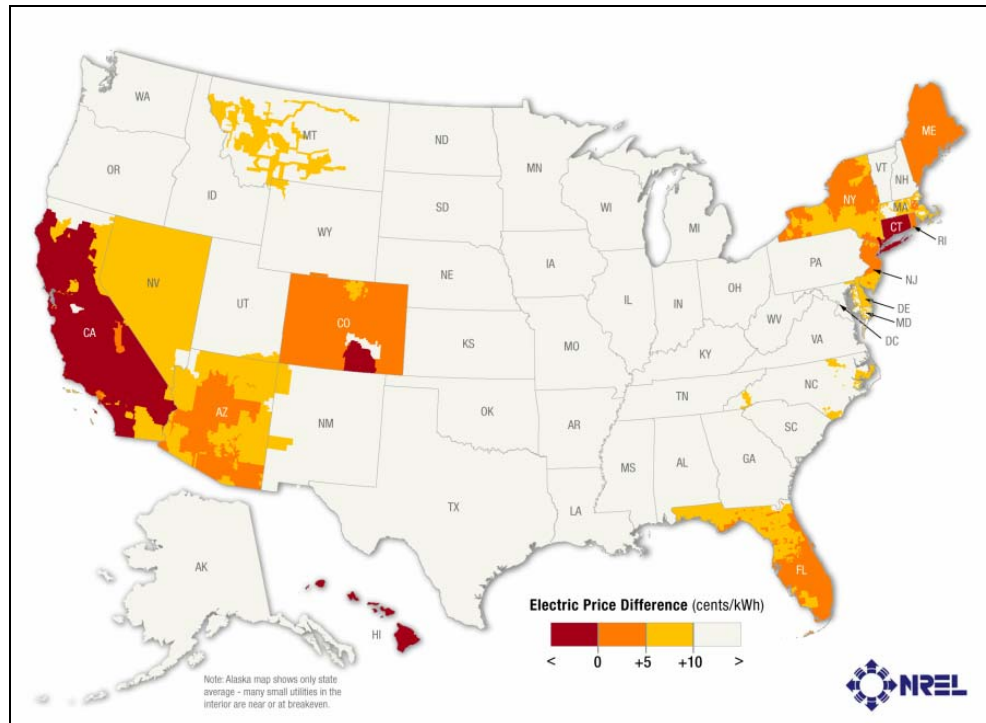 WA
MT
ND
MN
ME
VT
NH
OR
ID
SD
WI
MI
NY
MA
CT
RI
WY
NE
IA
PA
NJ
NV
UT
CO
IL
IN
OH
DE
MD
DC
CA
KS
MO
WV
VA
KY
AZ
NM
OK
AR
TN
NC
SC
MS
AL
GA
TX
LA
FL
AK
HI
Electric Price Difference (cents/kWh)
< 0 +5 +10 >
Note: Alaska map shows only state
average - many small utilities in the
interior are near or at breakeven.
NREL